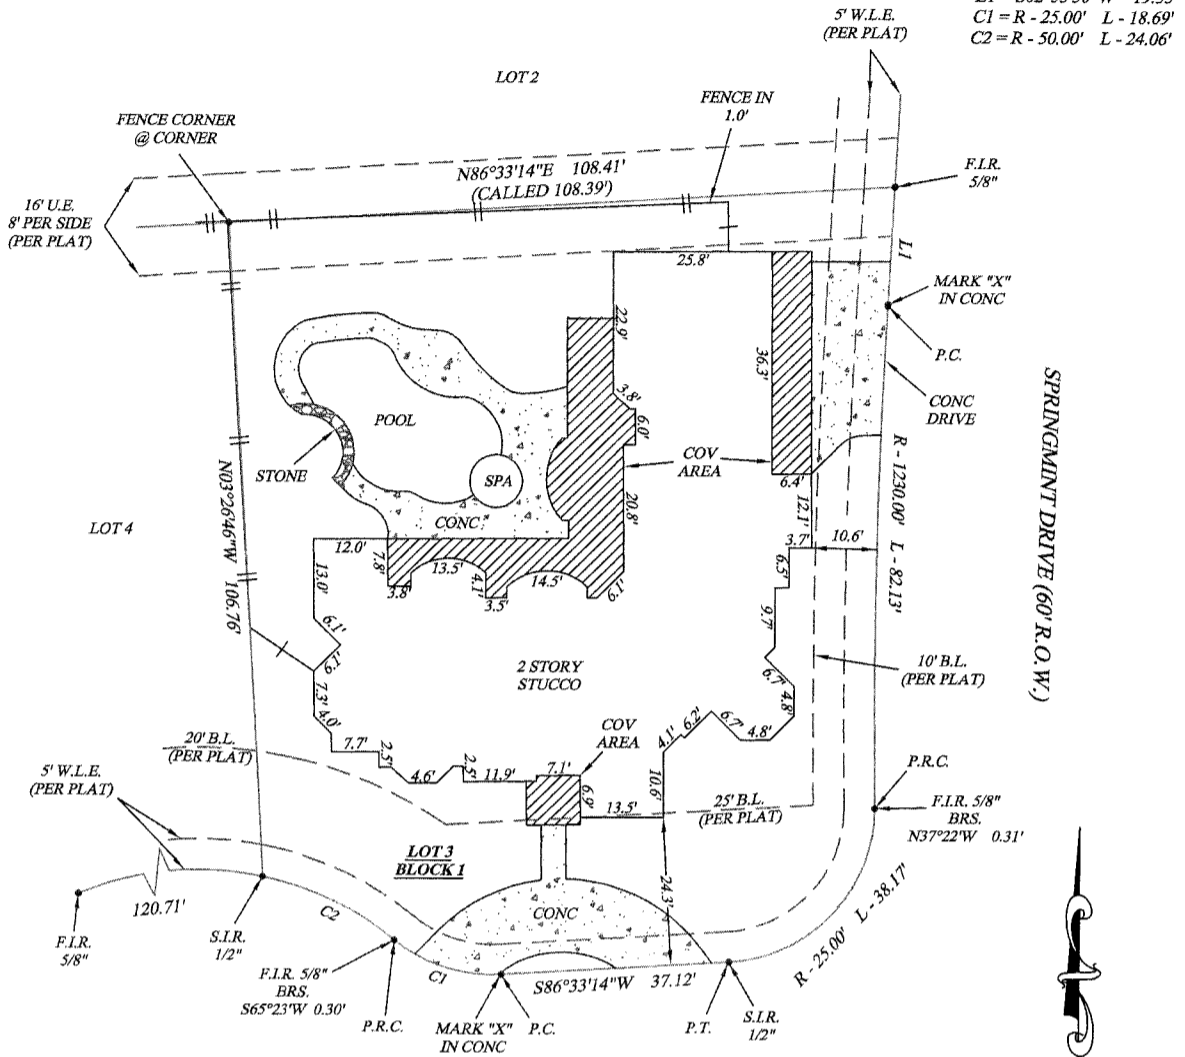 5' W.L.E.
(PER PLAT)
C1 = R - 25.00' L - 18.69'
C2 = R - 50.00' L - 24.06'
LOT 2
FENCE CORNER
@ CORNER
FENCE IN
1.0'
N86°33'14"E 108.41'
(CALLED 108.39')
F.I.R.
5/8"
16' U.E.
8' PER SIDE
(PER PLAT)
L1
25.8'
MARK "X"
IN CONC
P.C.
22.9'
36.3'
CONC
DRIVE
3.8'
6.0'
POOL
STONE
SPA
COV
AREA
6.4'
SPRINGMINT DRIVE (60' R.O.W.)
R - 1230.00' L - 82.13'
LOT 4
N03°26'46"W 106.76'
CONC
20.8'
12.1'
12.0'
3.7'
10.6'
7.8'
13.5'
4.1'
14.5'
3.8'
3.5'
6.1'
6.5'
13.0'
9.7'
6.1'
6.1'
2 STORY
STUCCO
10' B.L.
(PER PLAT)
7.3'
6.7'
4.8'
4.0'
20' B.L.
(PER PLAT)
7.7'
2.5'
4.6'
2.5'
11.9'
COV
AREA
7.1'
4.1'
6.2'
6.7'
4.8'
6.9'
10.6'
13.5'
25' B.L.
(PER PLAT)
P.R.C.
F.I.R. 5/8"
BRS.
N37°22'W 0.31'
5' W.L.E.
(PER PLAT)
LOT 3
BLOCK 1
24.3'
120.71'
C2
CONC
R - 25.00' L - 38.17'
F.I.R.
5/8"
S.I.R.
1/2"
F.I.R. 5/8"
BRS.
S65°23'W 0.30'
C1
S86°33'14"W 37.12'
P.R.C.
MARK "X"
IN CONC
P.C.
P.T.
S.I.R.
1/2"